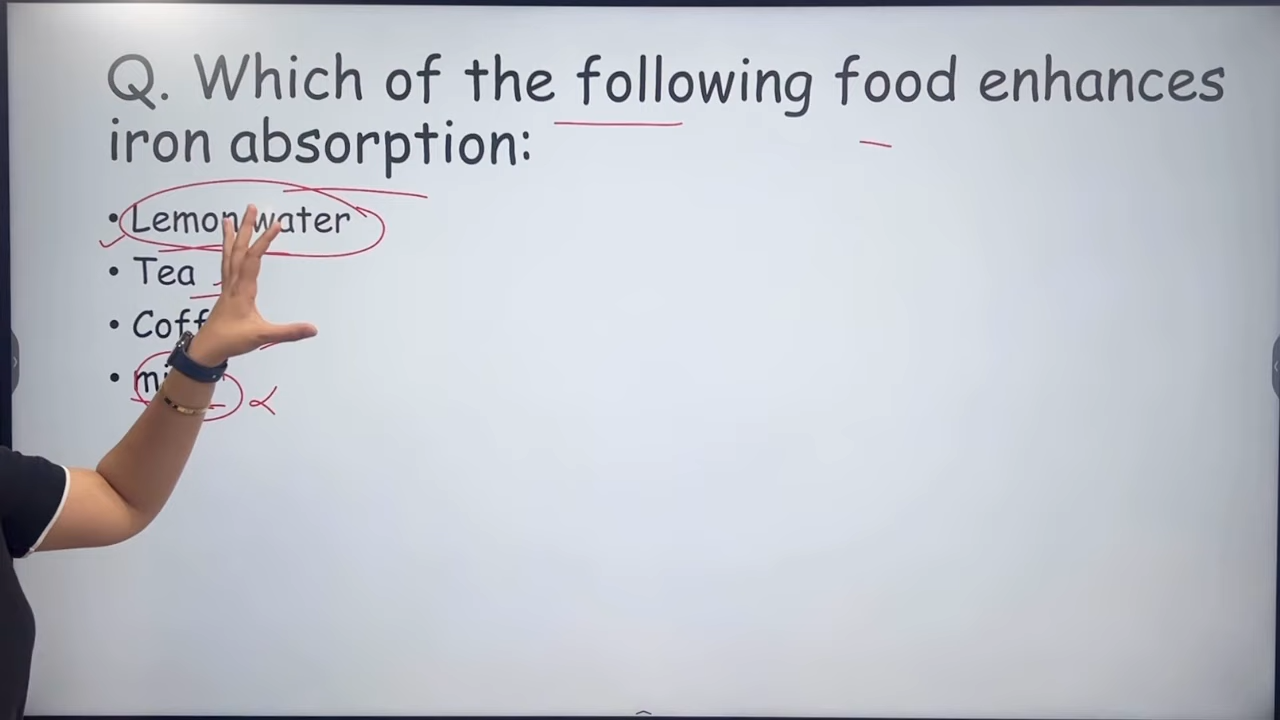 Q. Which of the following food enhances
iron absorption:
• Lemon water
• Tea
•
•